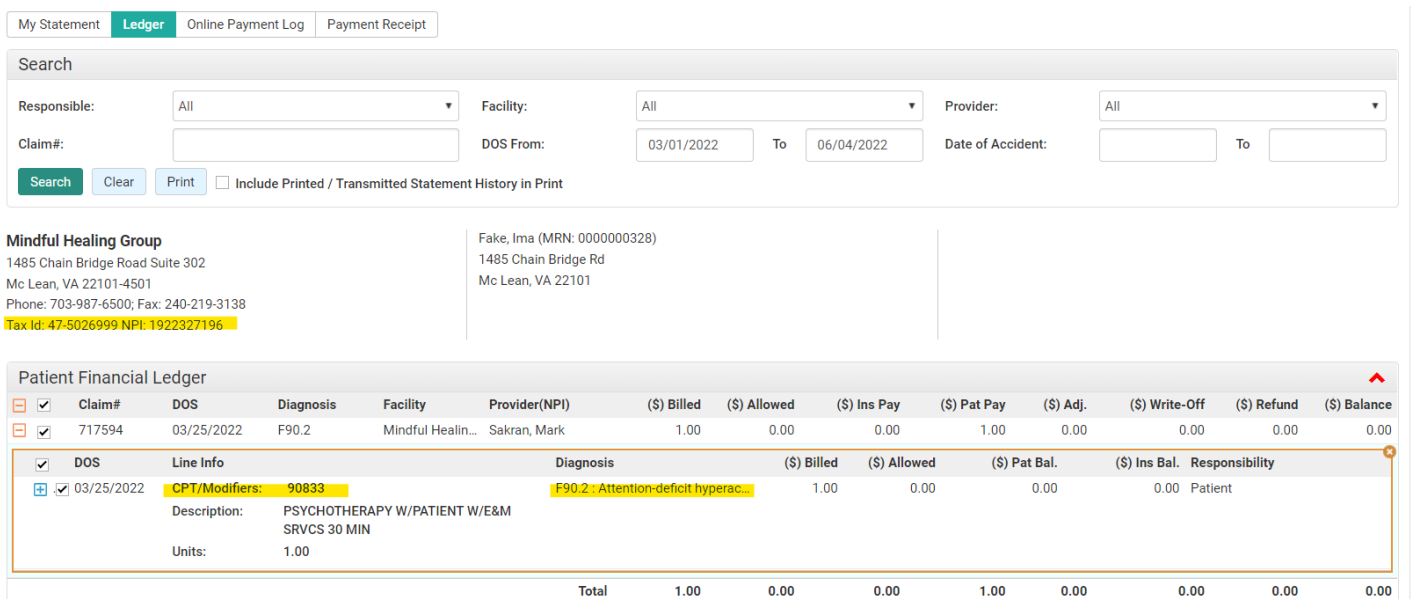 My Statement Ledger Online Payment Log Payment Receipt
Search
Responsible: All Facility: All Provider: All
Claim#: DOS From: 03/01/2022 To 06/04/2022 Date of Accident: To
Search Clear Print Include Printed / Transmitted Statement History in Print
Mindful Healing Group
1485 Chain Bridge Road Suite 302
Mc Lean, VA 22101-4501
Phone: 703-987-6500; Fax: 240-219-3138
Tax Id: 47-5026999 NPI: 1922327196
Fake, Ima (MRN: 0000000328)
1485 Chain Bridge Rd
Mc Lean, VA 22101
Patient Financial Ledger
Claim# DOS Diagnosis Facility Provider(NPI) ($) Billed ($) Allowed ($) Ins Pay ($) Pat Pay ($) Adj. ($) Write-Off ($) Refund ($) Balance
717594 03/25/2022 F90.2 Mindful Healin... Sakran, Mark 1.00 0.00 0.00 1.00 0.00 0.00 0.00 0.00
DOS Line Info Diagnosis ($) Billed ($) Allowed ($) Pat Bal. ($) Ins Bal. Responsibility
03/25/2022 CPT/Modifiers: 90833 F90.2 : Attention-deficit hyperac... 1.00 0.00 0.00 0.00 Patient
Description: PSYCHOTHERAPY W/PATIENT W/E&M
SRVCS 30 MIN
Units: 1.00
Total 1.00 0.00 0.00 1.00 0.00 0.00 0.00 0.00